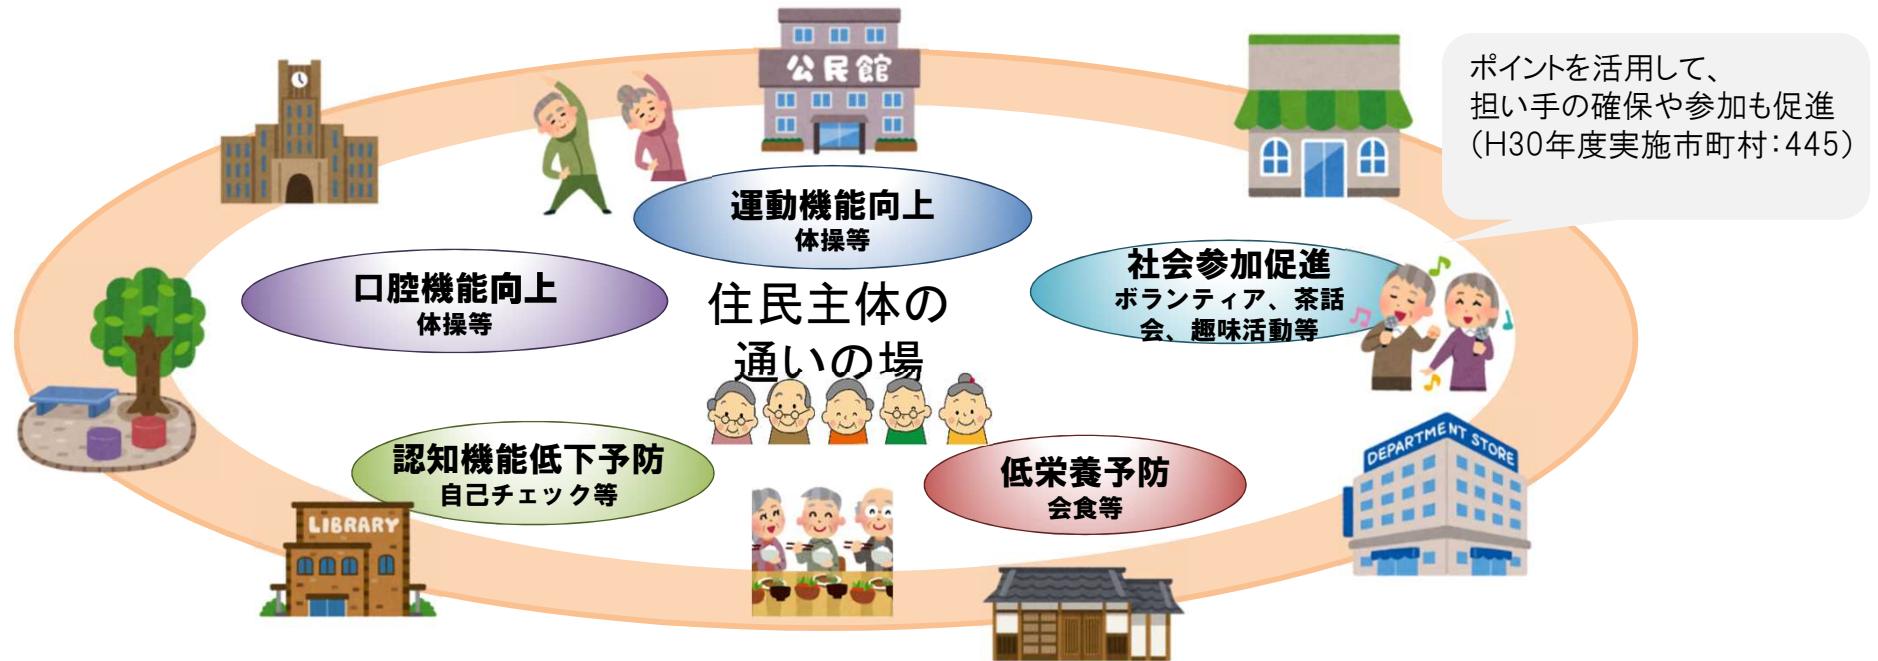 公民館
ポイントを活用して、
担い手の確保や参加も促進
（H30年度実施市町村：445）
運動機能向上
体操等
口腔機能向上
体操等
社会参加促進
ボランティア、茶話
会、趣味活動等
住民主体の
通いの場
認知機能低下予防
自己チェック等
低栄養予防
会食等
DEPARTMENT STORE
LIBRARY